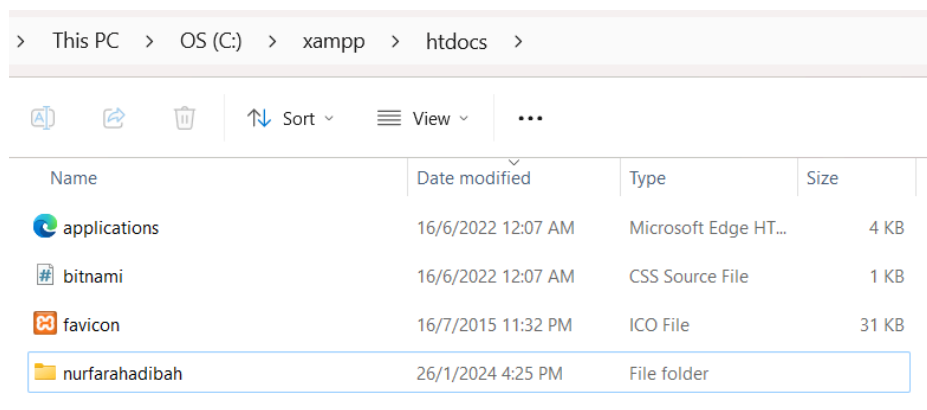 > This PC > OS (C:) > xampp > htdocs >
A Sort View ...
Name Date modified Type Size
applications 16/6/2022 12:07 AM Microsoft Edge HT... 4 KB
# bitnami 16/6/2022 12:07 AM CSS Source File 1 KB
favicon 16/7/2015 11:32 PM ICO File 31 KB
nurfarahadibah 26/1/2024 4:25 PM File folder